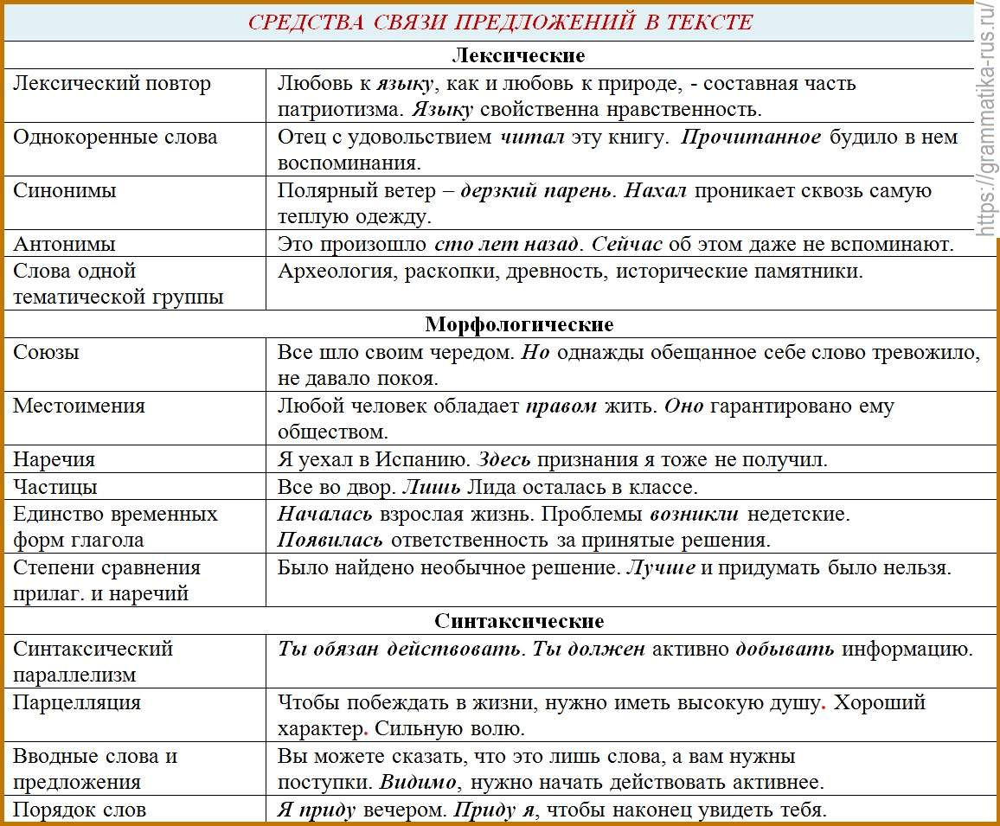 СРЕДСТВА СВЯЗИ ПРЕДЛОЖЕНИЙ В ТЕКСТЕ
Лексические
Лексический повтор
Любовь к языку, как и любовь к природе, - составная часть
патриотизма. Языку свойственна нравственность.
Однокоренные слова
Отец с удовольствием читал эту книгу. Прочитанное будило в нем
воспоминания.
Синонимы
Полярный ветер – дерзкий парень. Нахал проникает сквозь самую
теплую одежду.
Антонимы
Это произошло сто лет назад. Сейчас об этом даже не вспоминают.
Слова одной
тематической группы
Археология, раскопки, древность, исторические памятники.
Морфологические
Союзы
Все шло своим чередом. Но однажды обещанное себе слово тревожило,
не давало покоя.
Местоимения
Любой человек обладает правом жить. Оно гарантировано ему
обществом.
Наречия
Я уехал в Испанию. Здесь признания я тоже не получил.
Частицы
Все во двор. Лишь Лида осталась в классе.
Единство временных
форм глагола
Началась взрослая жизнь. Проблемы возникли недетские.
Появилась ответственность за принятые решения.
Степени сравнения
прилаг. и наречий
Было найдено необычное решение. Лучше и придумать было нельзя.
Синтаксические
Синтаксический
параллелизм
Ты обязан действовать. Ты должен активно добывать информацию.
Парцелляция
Чтобы побеждать в жизни, нужно иметь высокую душу. Хороший
характер. Сильную волю.
Вводные слова и
предложения
Вы можете сказать, что это лишь слова, а вам нужны
поступки. Видимо, нужно начать действовать активнее.
Порядок слов
Я приду вечером. Приду я, чтобы наконец увидеть тебя.
https://grammatika-rus.ru/